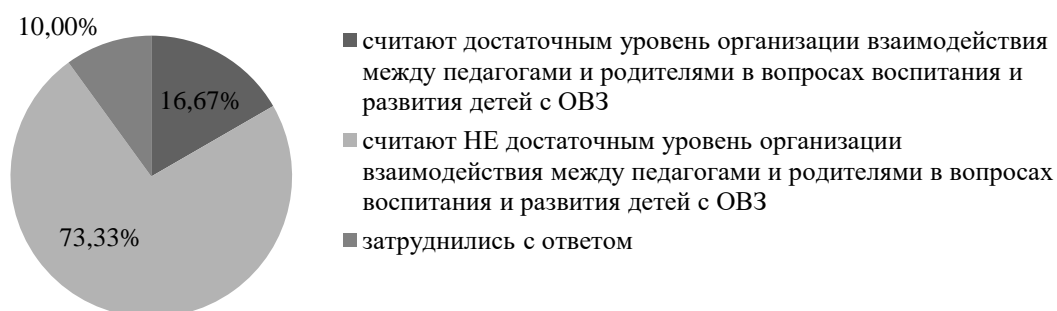 10,00%
16,67%
73,33%
считают достаточным уровень организации взаимодействия
между педагогами и родителями в вопросах воспитания и
развития детей с ОВЗ
считают НЕ достаточным уровень организации
взаимодействия между педагогами и родителями в вопросах
воспитания и развития детей с ОВЗ
затруднились с ответом